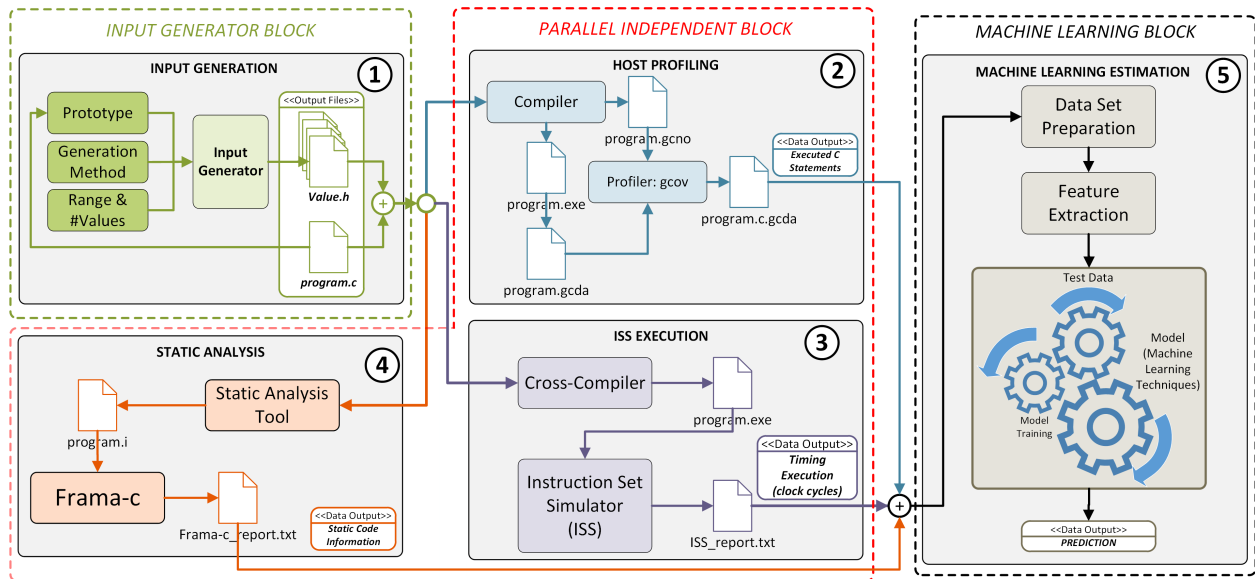 INPUT GENERATOR BLOCK
INPUT GENERATION
1
Prototype
Generation
Method
Range &
#Values
Input
Generator
<<Output Files>>
Value.h
+
program.c
PARALLEL INDEPENDENT BLOCK
HOST PROFILING
2
Compiler
program.gcno
program.exe
Profiler: gcov
<<Data Output>>
Executed C
Statements
program.c.gcda
program.gcda
ISS EXECUTION
3
Cross-Compiler
program.exe
Instruction Set
Simulator
(ISS)
<<Data Output>>
Timing
Execution
(clock cycles)
ISS_report.txt
+
STATIC ANALYSIS
4
Static Analysis
Tool
program.i
Frama-c
Frama-c_report.txt
<<Data Output>>
Static Code
Information
MACHINE LEARNING BLOCK
MACHINE LEARNING ESTIMATION
5
Data Set
Preparation
Feature
Extraction
Test Data
Model
(Machine
Learning
Techniques)
Model
Training
<<Data Output>>
PREDICTION